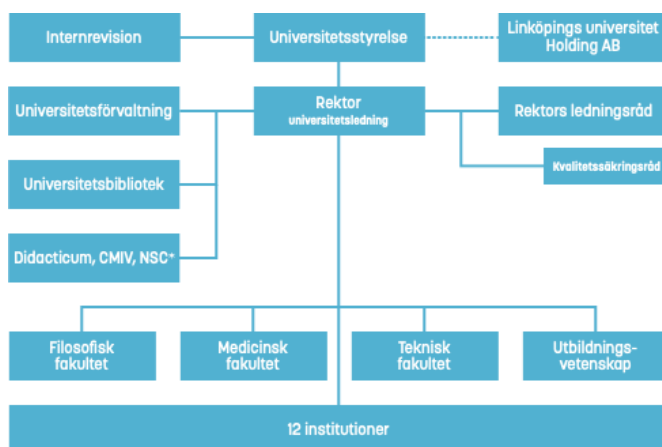 Internrevision
Universitetsstyrelse
Linköpings universitet
Holding AB
Universitetsförvaltning
Rektor
universitetsledning
Rektors ledningsråd
Kvalitetssäkringsråd
Universitetsbibliotek
Didacticum, CMIV, NSC*
Filosofisk
fakultet
Medicinsk
fakultet
Teknisk
fakultet
Utbildnings-
vetenskap
12 institutioner